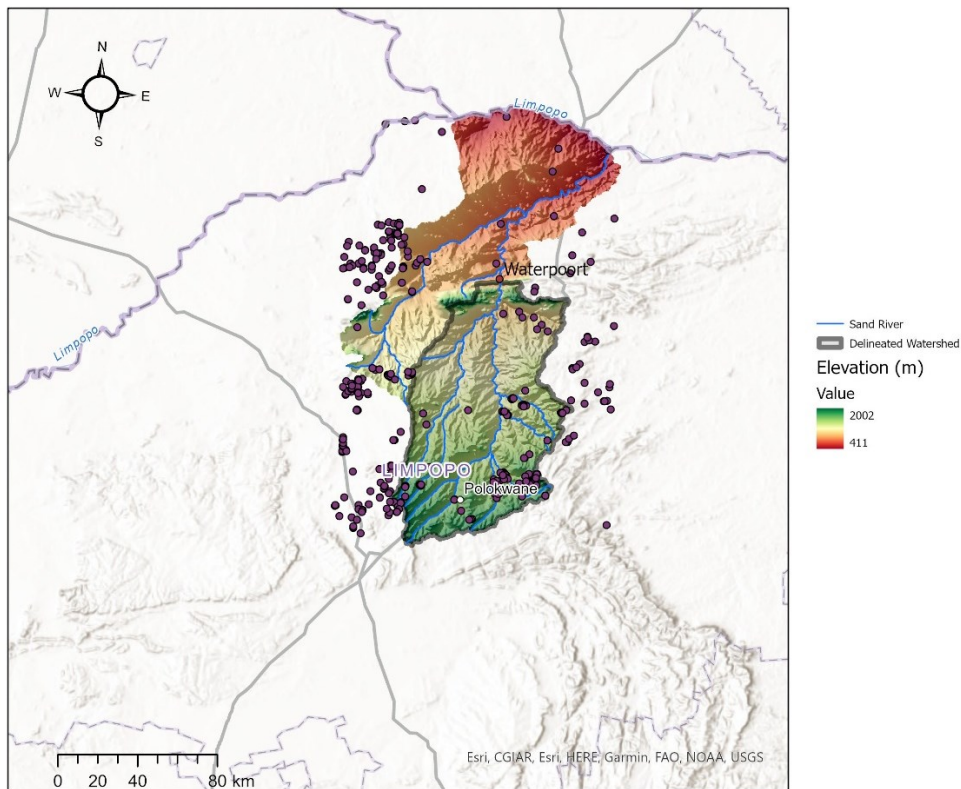 N
W E
S
Limpopo
Waterpoort
Limpopo
LIMPOPO
Polokwane
0 20 40 80 km
Esri, CGIAR, Esri, HERE, Garmin, FAO, NOAA, USGS
Sand River
Delineated Watershed
Elevation (m)
Value
2002
411